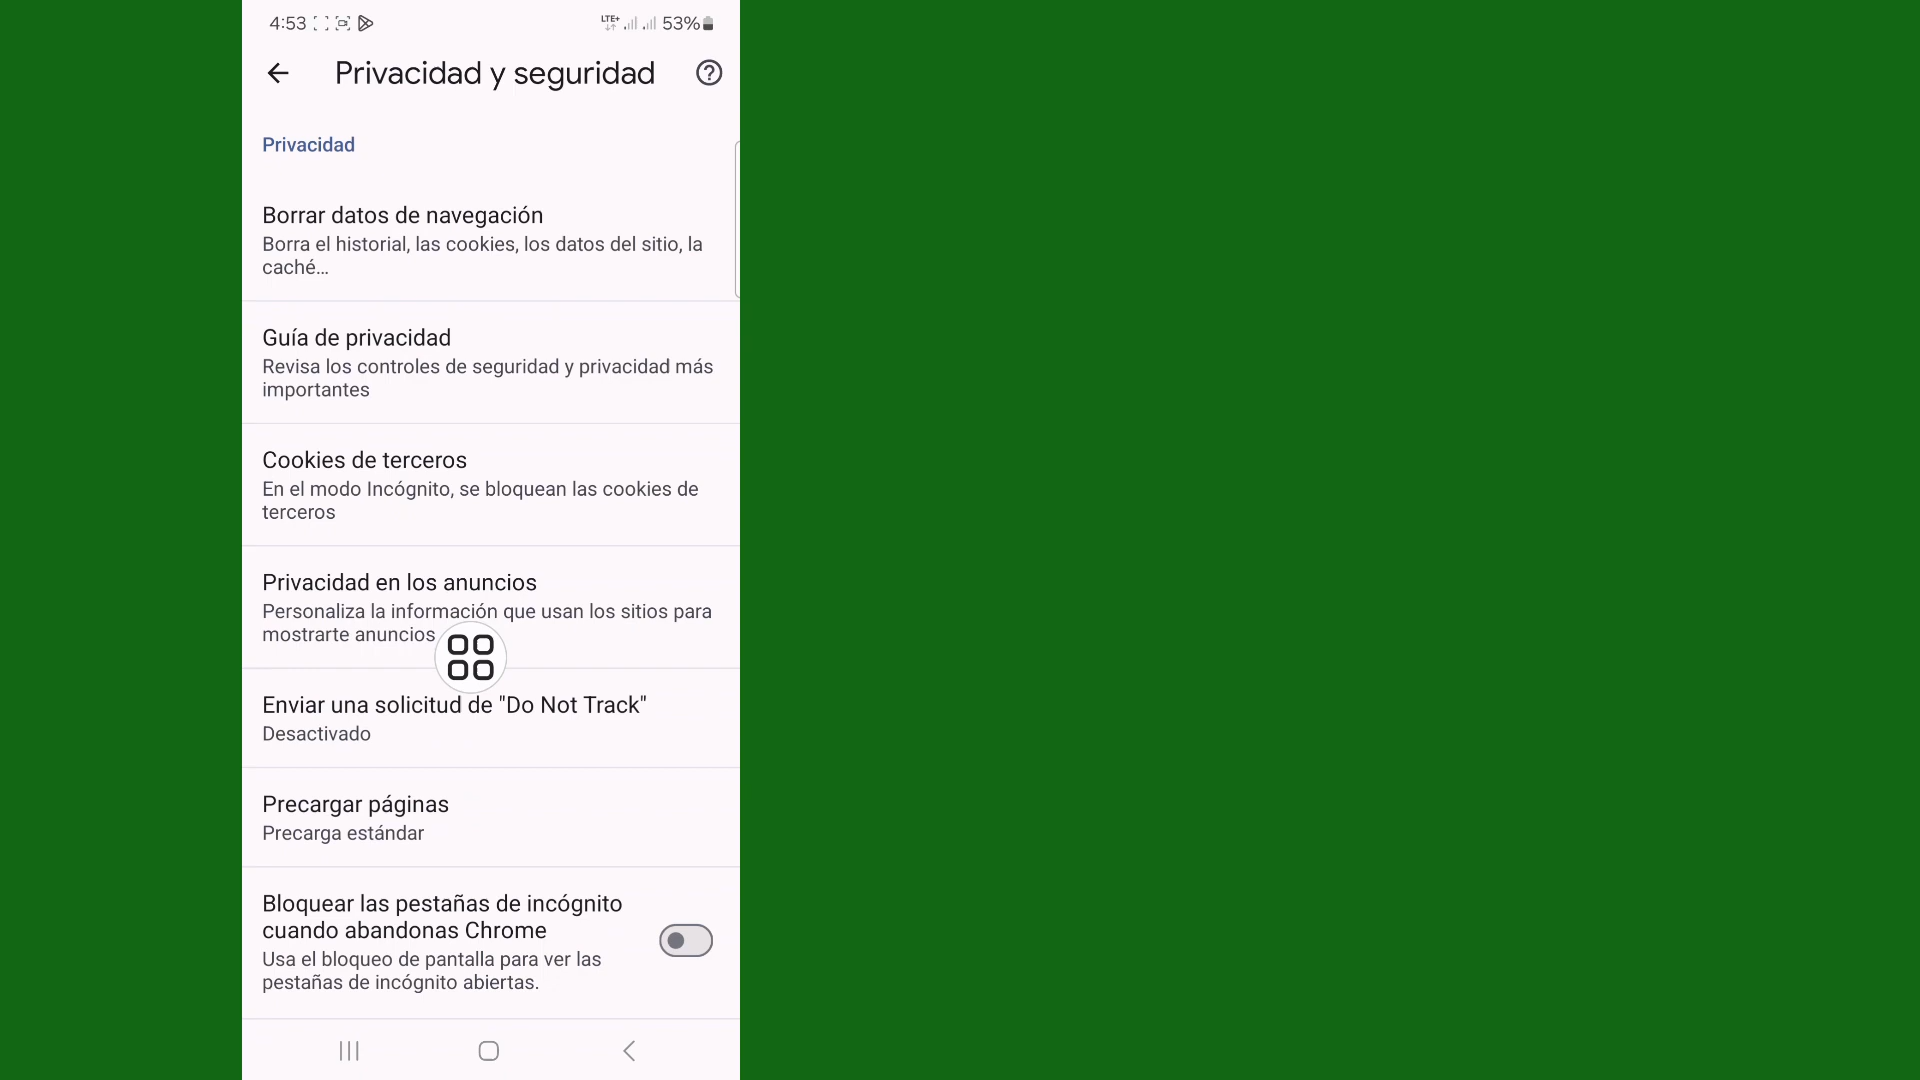 4:53
LTE+
53%
Privacidad y seguridad
Privacidad
Borrar datos de navegación
Borra el historial, las cookies, los datos del sitio, la
caché...
Guía de privacidad
Revisa los controles de seguridad y privacidad más
importantes
Cookies de terceros
En el modo Incógnito, se bloquean las cookies de
terceros
Privacidad en los anuncios
Personaliza la información que usan los sitios para
mostrarte anuncios
Enviar una solicitud de "Do Not Track"
Desactivado
Precargar páginas
Precarga estándar
Bloquear las pestañas de incógnito
cuando abandonas Chrome
Usa el bloqueo de pantalla para ver las
pestañas de incógnito abiertas.